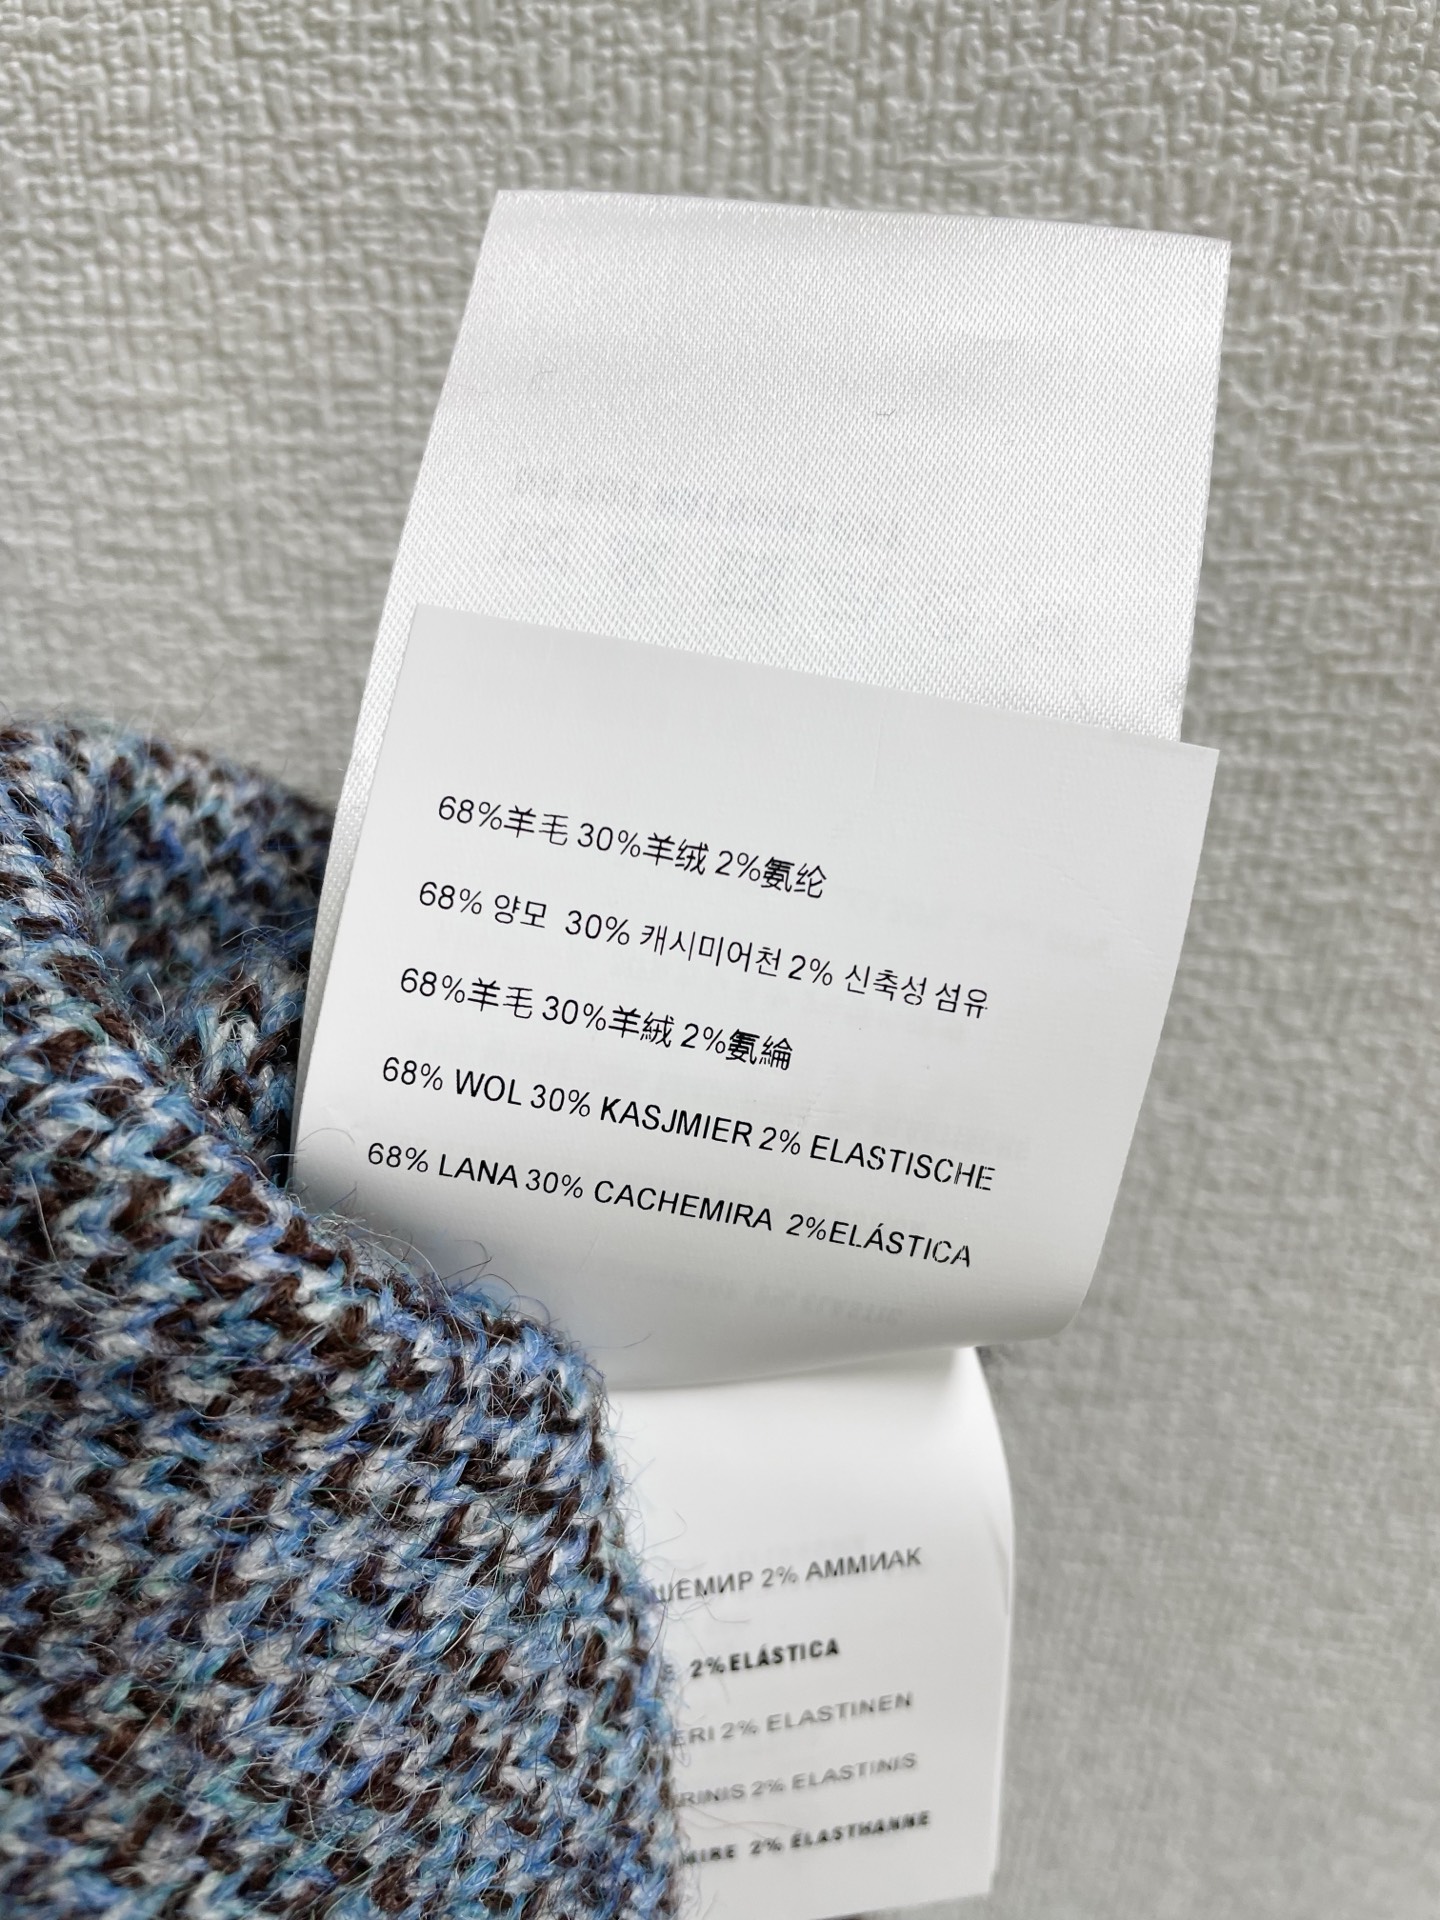 68%羊毛 30%羊绒 2%氨纶
68% 양모 30% 캐시미어천 2% 신축성 섬유
68%羊毛 30%羊絨 2%氨綸
68% WOL 30% KASJMIER 2% ELASTISCHE
68% LANA 30% CACHEMIRA 2%ELÁSTICA
2% АММИАК
2%ELÁSTICA
2% ELASTINEN
2% ELASTINIS
2% ÉLASTHANNE